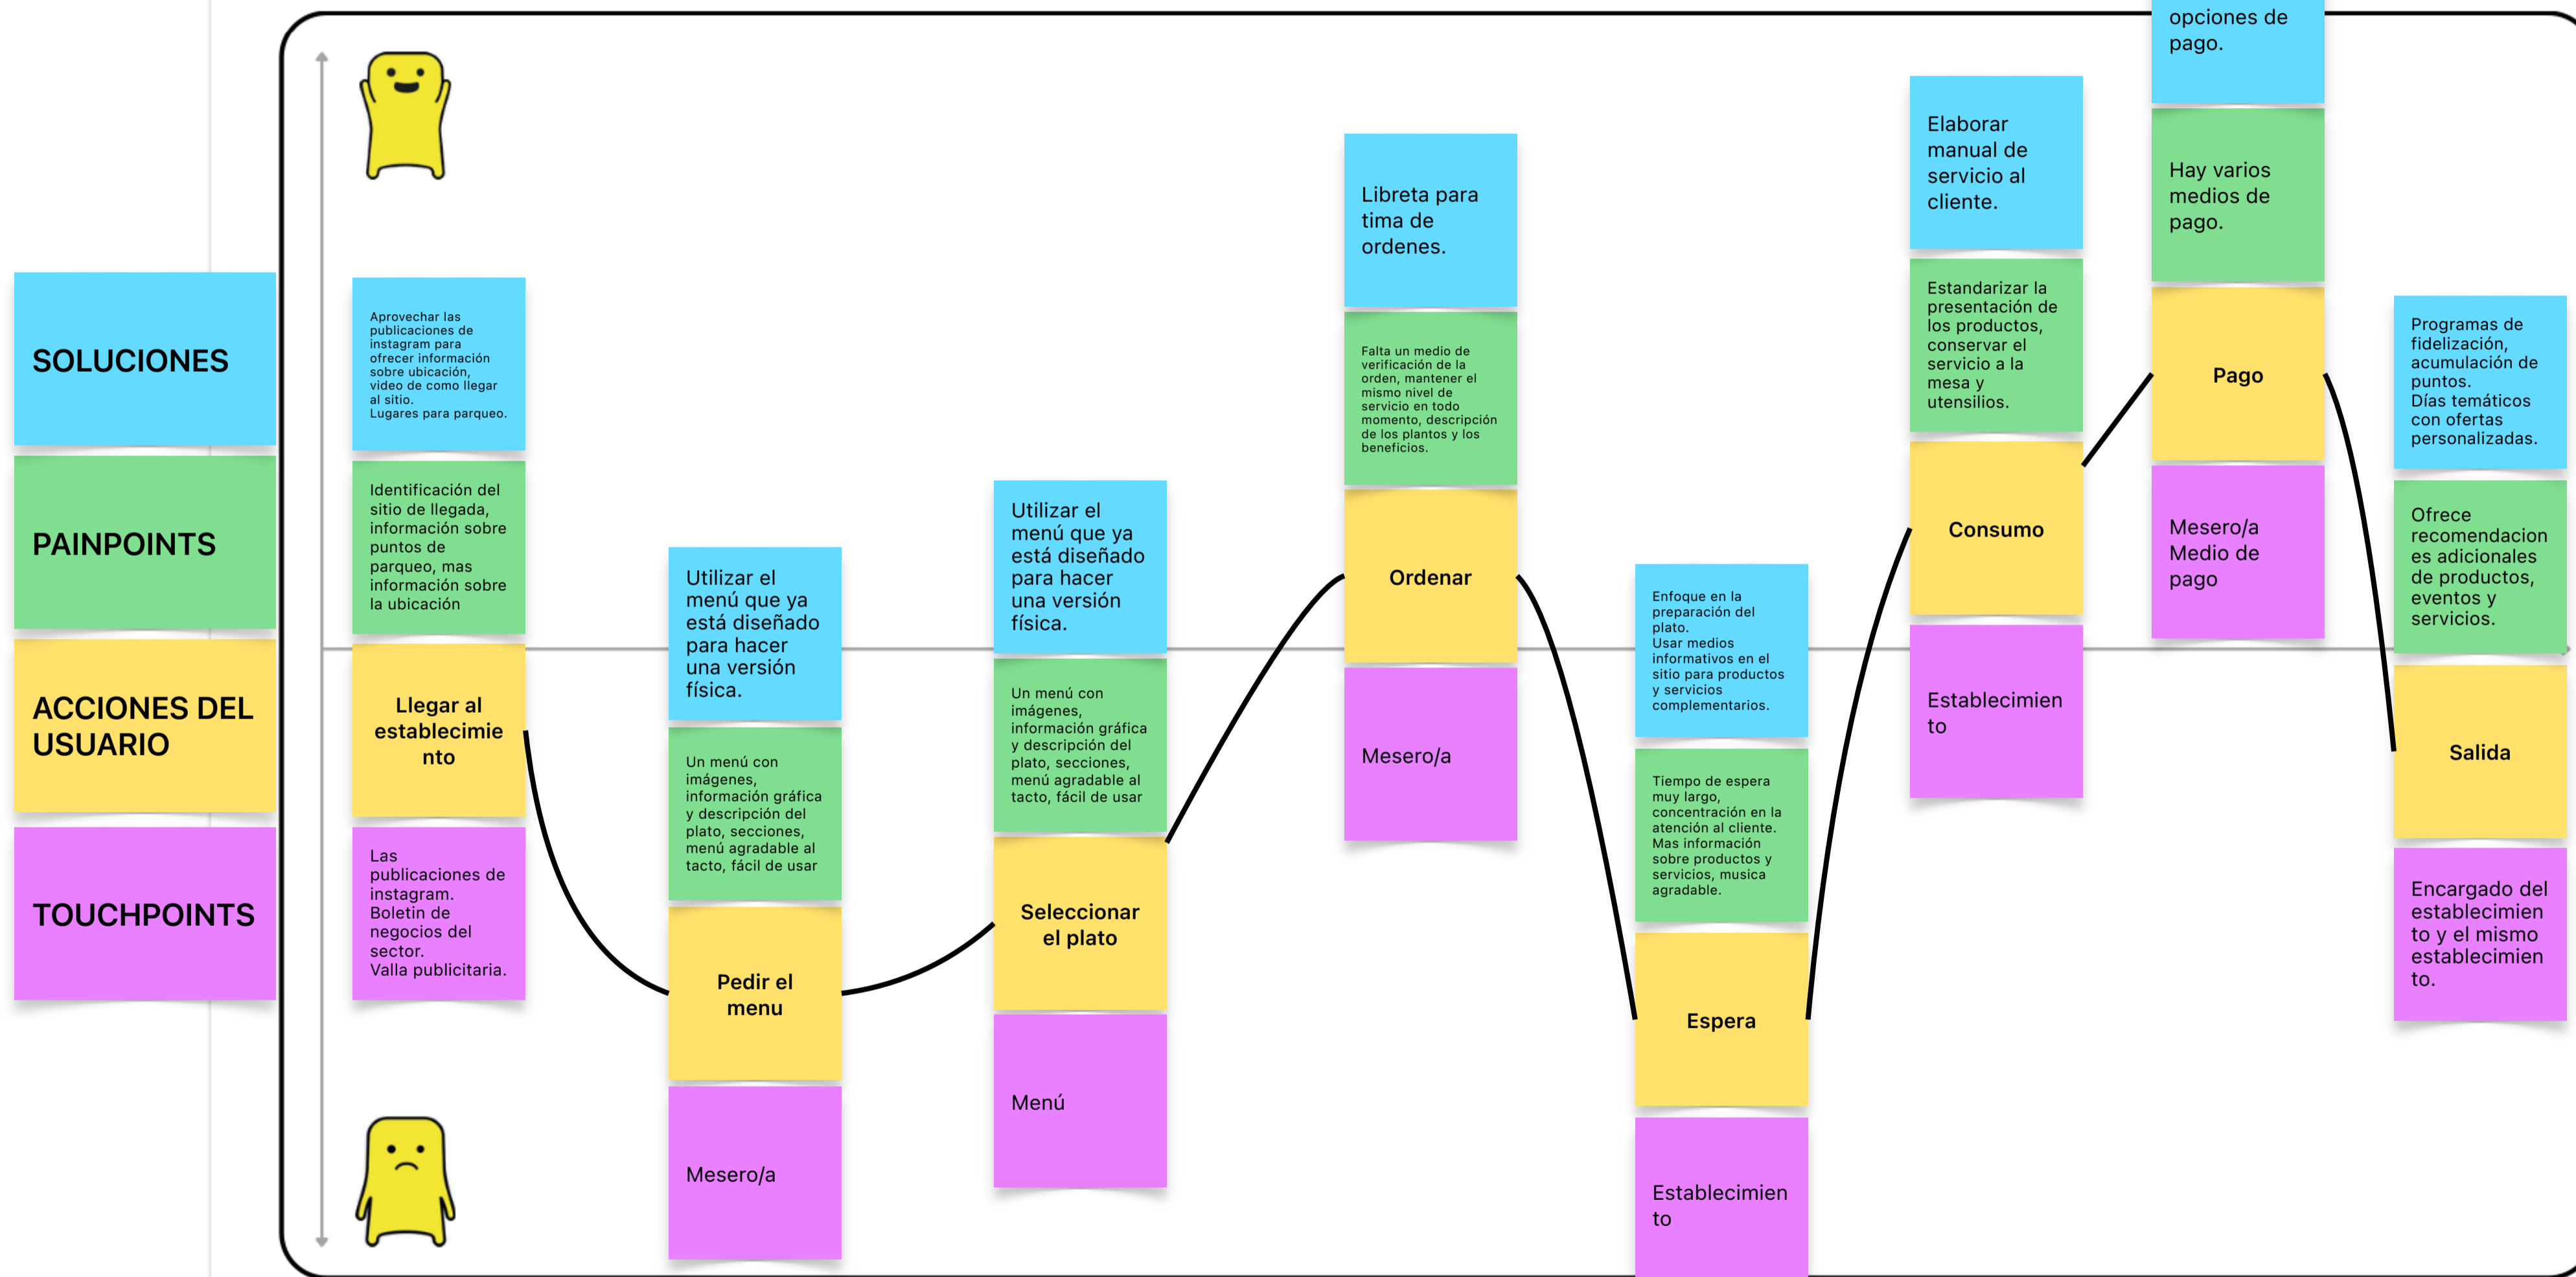 SOLUCIONES
PAINPOINTS
ACCIONES DEL
USUARIO
TOUCHPOINTS
Aprovechar las
publicaciones de
instagram para
ofrecer información
sobre ubicación,
video de como llegar
al sitio.
Lugares para parqueo.
Identificación del
sitio de llegada,
información sobre
puntos de
parqueo, mas
información sobre
la ubicación
Llegar al
establecimie
nto
Las
publicaciones de
instagram.
Boletin de
negocios del
sector.
Valla publicitaria.
Utilizar el
menú que ya
está diseñado
para hacer
una versión
física.
Un menú con
imágenes,
información gráfica
y descripción del
plato, secciones,
menú agradable al
tacto, fácil de usar
Pedir el
menu
Mesero/a
Utilizar el
menú que ya
está diseñado
para hacer
una versión
física.
Un menú con
imágenes,
información gráfica
y descripción del
plato, secciones,
menú agradable al
tacto, fácil de usar
Seleccionar
el plato
Menú
Libreta para
tima de
ordenes.
Falta un medio de
verificación de la
orden, mantener el
mismo nivel de
servicio en todo
momento, descripción
de los plantos y los
beneficios.
Ordenar
Mesero/a
Enfoque en la
preparación del
plato.
Usar medios
informativos en el
sitio para productos
y servicios
complementarios.
Tiempo de espera
muy largo,
concentración en la
atención al cliente.
Mas información
sobre productos y
servicios, musica
agradable.
Espera
Establecimien
to
Elaborar
manual de
servicio al
cliente.
Estandarizar la
presentación de
los productos,
conservar el
servicio a la
mesa y
utensilios.
Consumo
Establecimien
to
opciones de
pago.
Hay varios
medios de
pago.
Pago
Mesero/a
Medio de
pago
Programas de
fidelización,
acumulación de
puntos.
Días temáticos
con ofertas
personalizadas.
Ofrece
recomendacion
es adicionales
de productos,
eventos y
servicios.
Salida
Encargado del
establecimien
to y el mismo
establecimien
to.